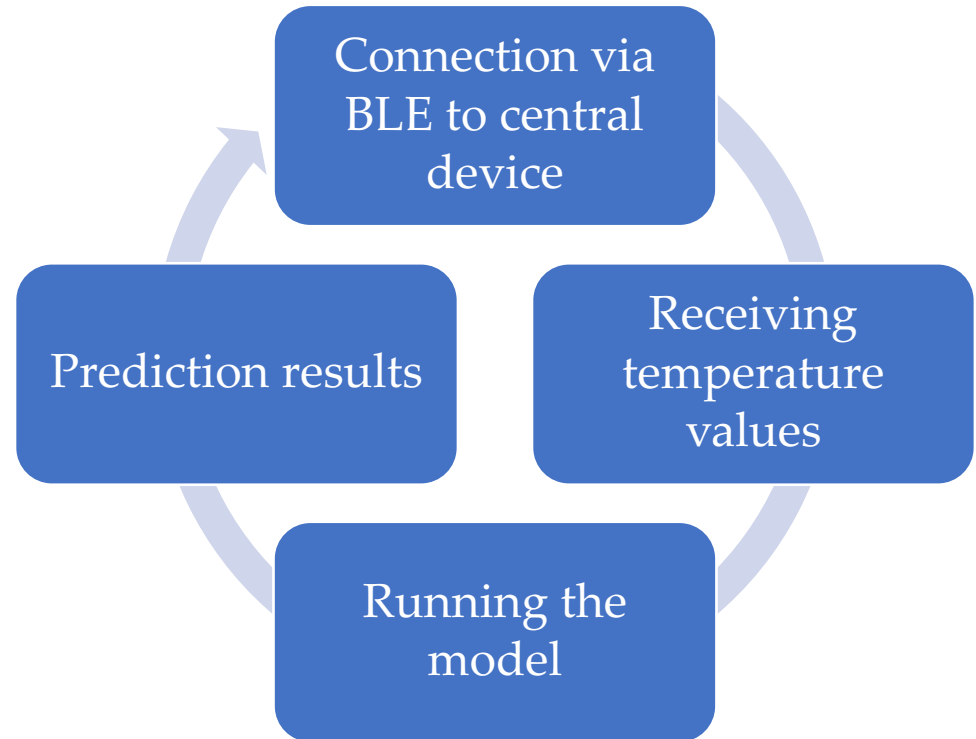 Connection via
BLE to central
device
Receiving
temperature
values
Running the
model
Prediction results